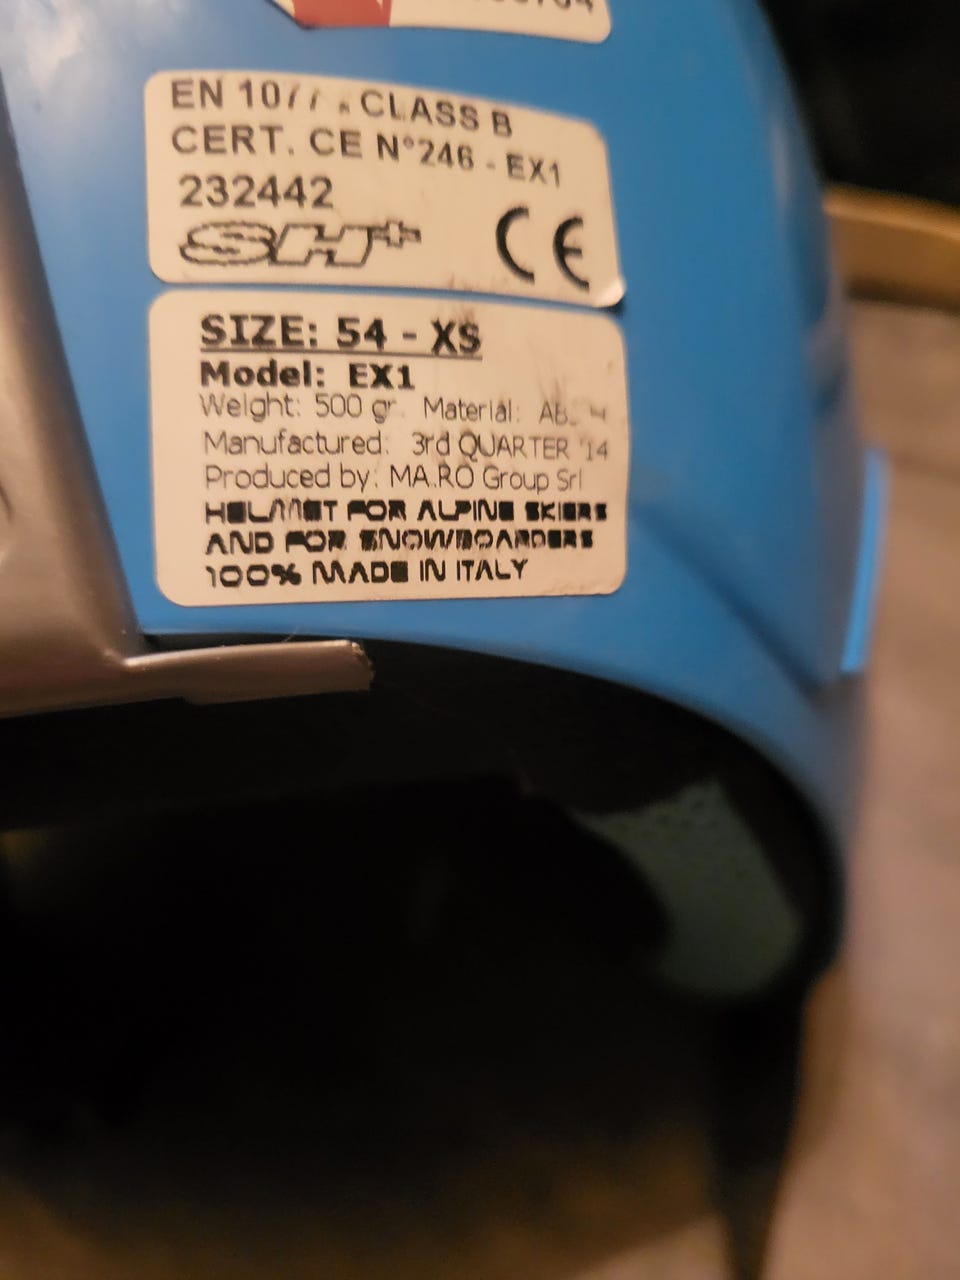 EN 1077 CLASS B
CERT. CE N°246 - EX1
232442
SH+ CE
SIZE: 54 - XS
Model: EX1
Weight: 500 gr. Material:
Manufactured: 3rd QUARTER '14
Produced by: MA.RO Group Srl
HELMET FOR ALPINE SKIERS
AND FOR SNOWBOARDERS
100% MADE IN ITALY